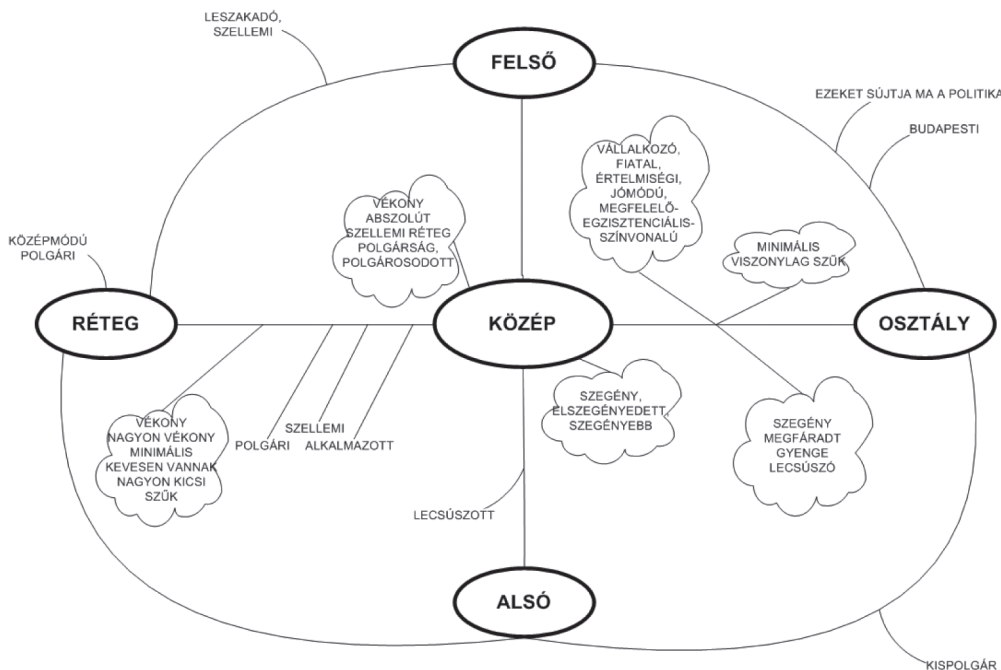 LESZAKADÓ,
SZELLEMI
FELSŐ
EZEKET SÚJTJA MA A POLITIKA
BUDAPESTI
VÁLLALKOZÓ,
FIATAL,
ÉRTELMISÉGI,
JÓMÓDÚ,
MEGFELELŐ-
EGZISZTENCIÁLIS-
SZÍNVONALÚ
VÉKONY
ABSZOLÚT
SZELLEMI RÉTEG
POLGÁRSÁG,
POLGÁROSODOTT
KÖZÉPMÓDÚ
POLGÁRI
MINIMÁLIS
VISZONYLAG SZŰK
RÉTEG
KÖZÉP
OSZTÁLY
VÉKONY
NAGYON VÉKONY
MINIMÁLIS
KEVESEN VANNAK
NAGYON KICSI
SZŰK
POLGÁRI
SZELLEMI
ALKALMAZOTT
SZEGÉNY,
ELSZEGÉNYEDETT,
SZEGÉNYEBB
SZEGÉNY
MEGFÁRADT
GYENGE
LECSÚSZÓ
LECSÚSZOTT
ALSÓ
KISPOLGÁR